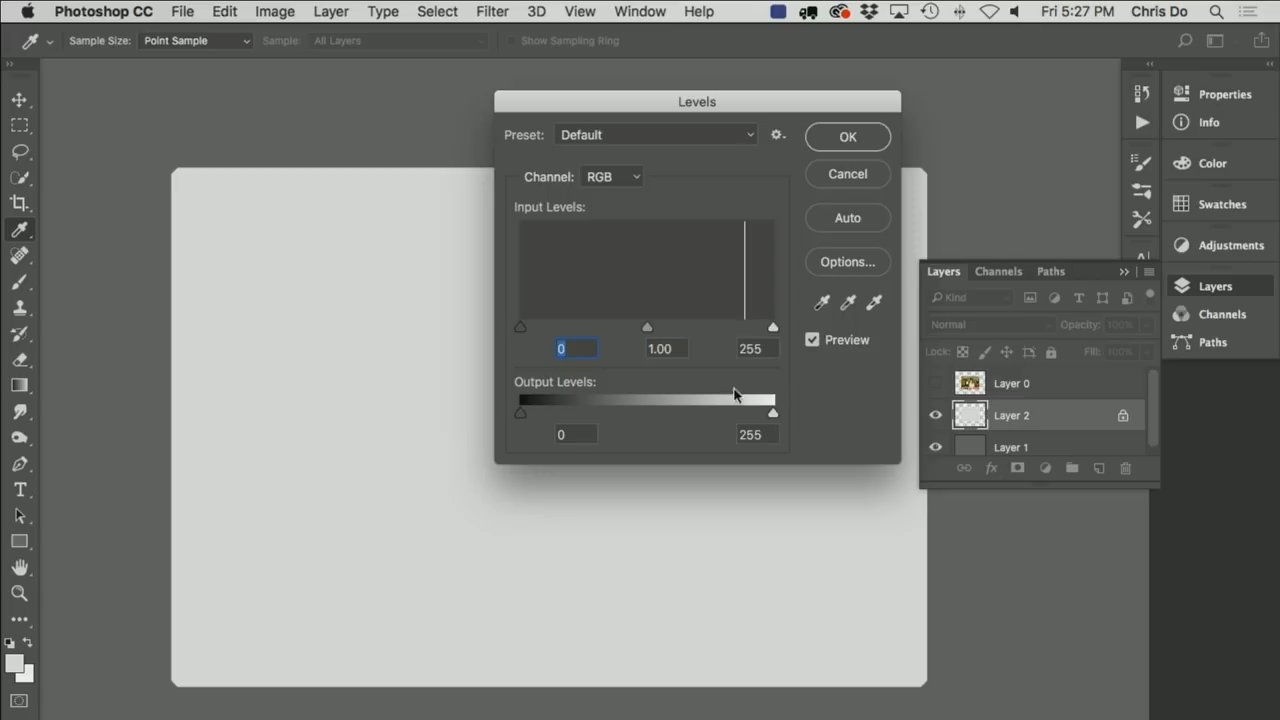 Photoshop CC File Edit Image Layer Type Select Filter 3D View Window Help Fri 5:27 PM Chris Do
Sample Size: Point Sample Sample: All Layers Show Sampling Ring
Levels
Preset: Default
OK
Channel: RGB
Cancel
Input Levels:
Auto
Options...
0 1.00 255
Preview
Output Levels:
0 255
Properties
Info
Color
Swatches
Adjustments
Layers
Channels
Paths
Layers Channels Paths
Kind
Normal Opacity: 100%
Lock: Fill: 100%
Layer 0
Layer 2
Layer 1
fx